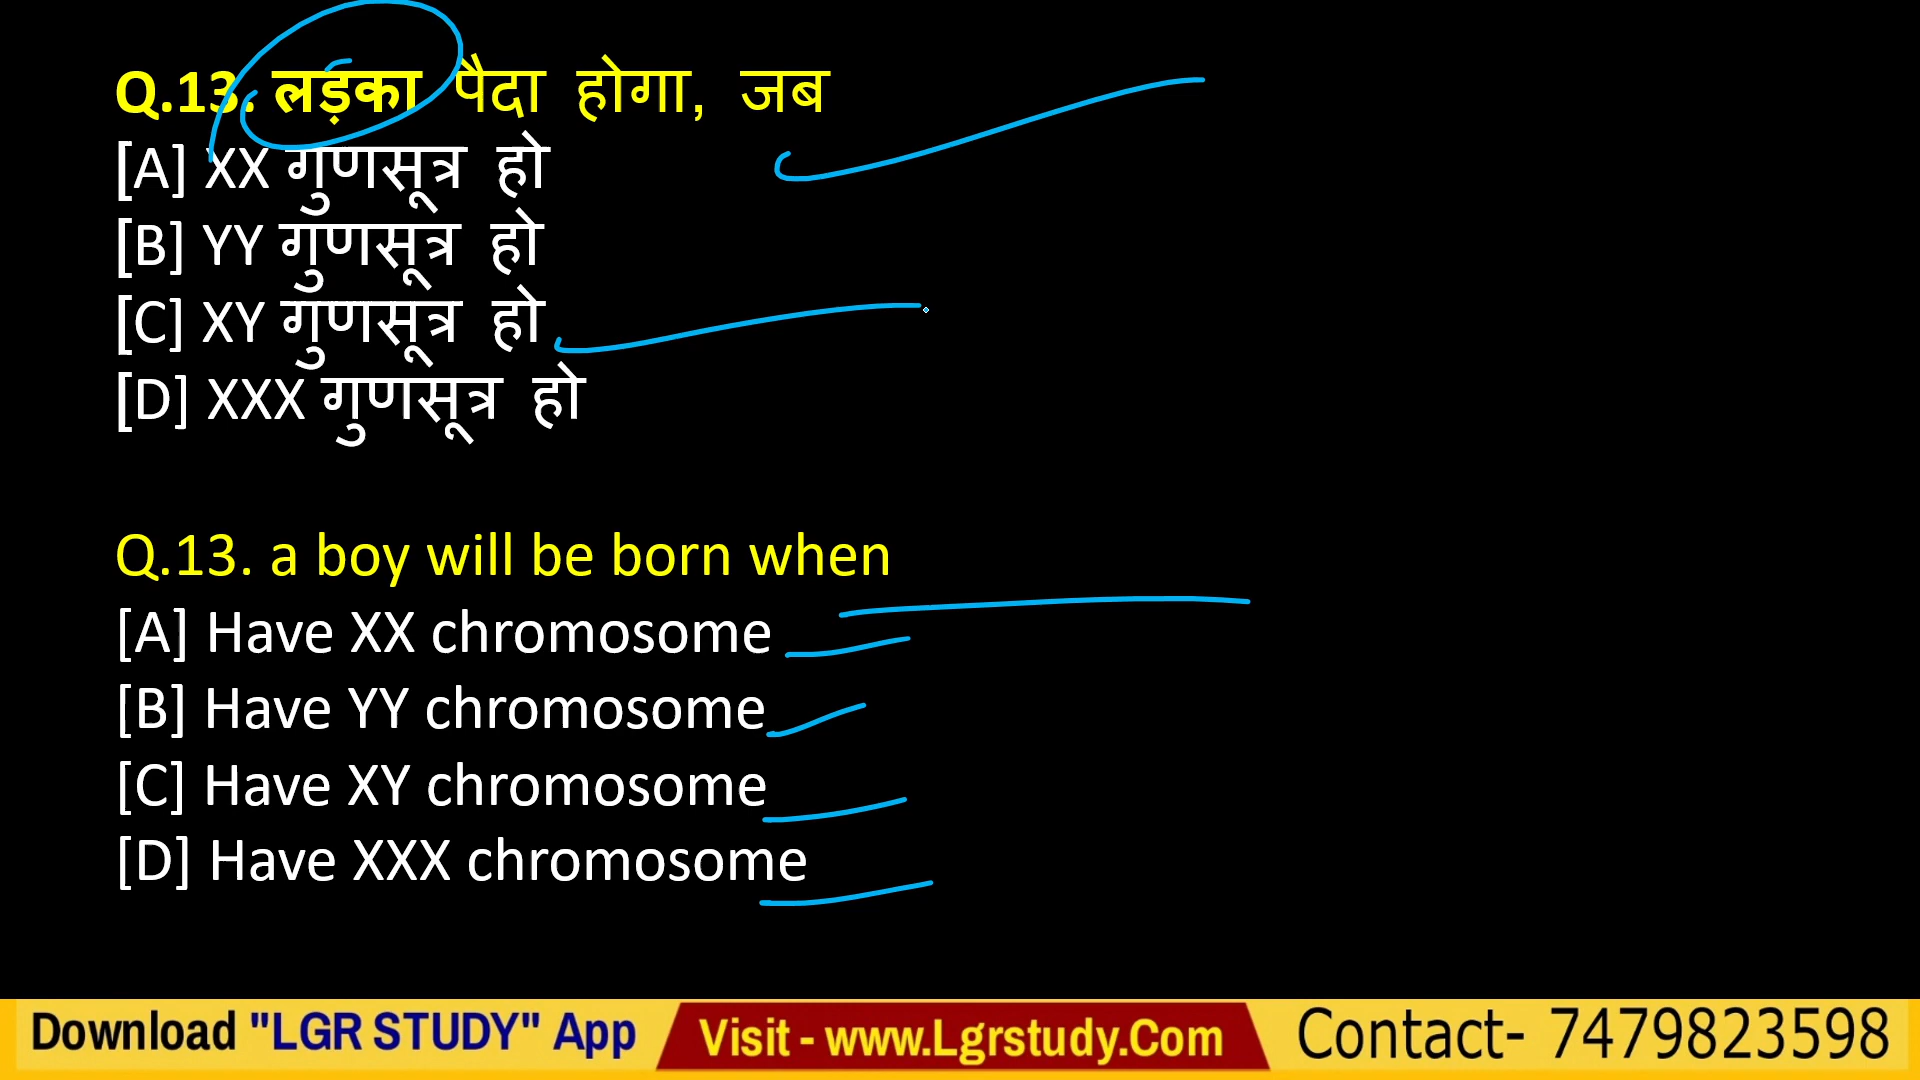 Q.13. लड़का पैदा होगा, जब
[A] XX गुणसूत्र हो
[B] YY गुणसूत्र हो
[C] XY गुणसूत्र हो
[D] XXX गुणसूत्र हो
Q.13. a boy will be born when
[A] Have XX chromosome
[B] Have YY chromosome
[C] Have XY chromosome
[D] Have XXX chromosome
Download "LGR STUDY" App Visit - www.Lgrstudy.Com Contact- 7479823598